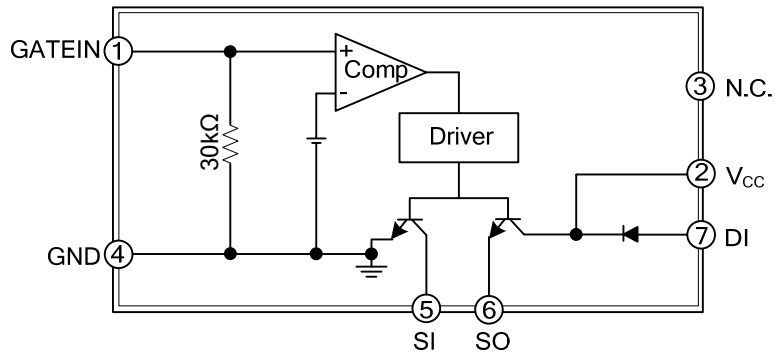 GATEIN 1
+
Comp
-
3 N.C.
30kΩ
Driver
2 VCC
GND 4
7 DI
5 6
SI SO